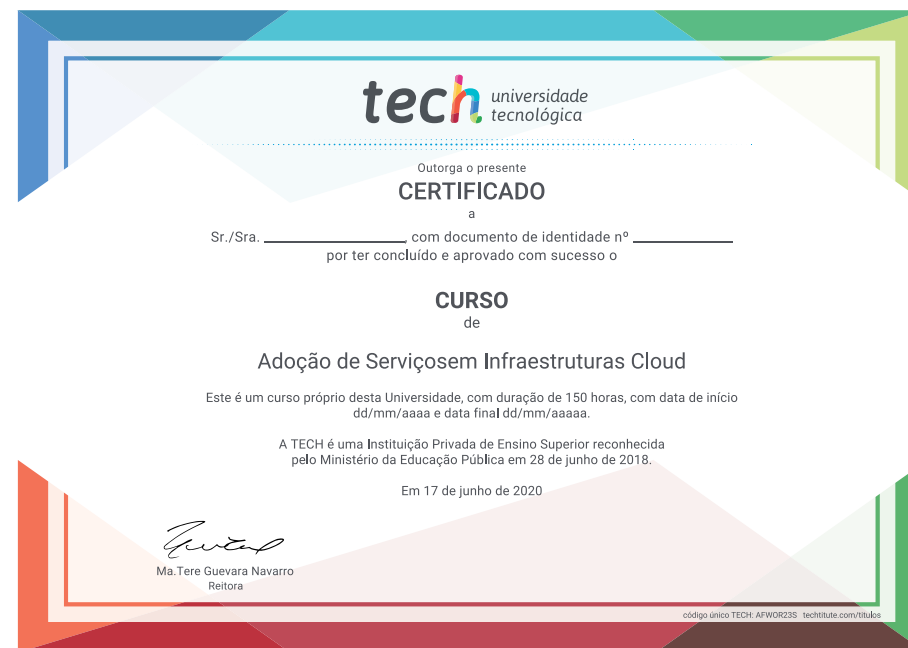 tech universidade
tecnológica
Outorga o presente
CERTIFICADO
a
Sr./Sra. ________________, com documento de identidade nº ____________
por ter concluído e aprovado com sucesso o
CURSO
de
Adoção de Serviçosem Infraestruturas Cloud
Este é um curso próprio desta Universidade, com duração de 150 horas, com data de início
dd/mm/aaaa e data final dd/mm/aaaaa.
A TECH é uma Instituição Privada de Ensino Superior reconhecida
pelo Ministério da Educação Pública em 28 de junho de 2018.
Em 17 de junho de 2020
Ma.Tere Guevara Navarro
Reitora
código único TECH: AFWOR23S techtitute.com/titulos